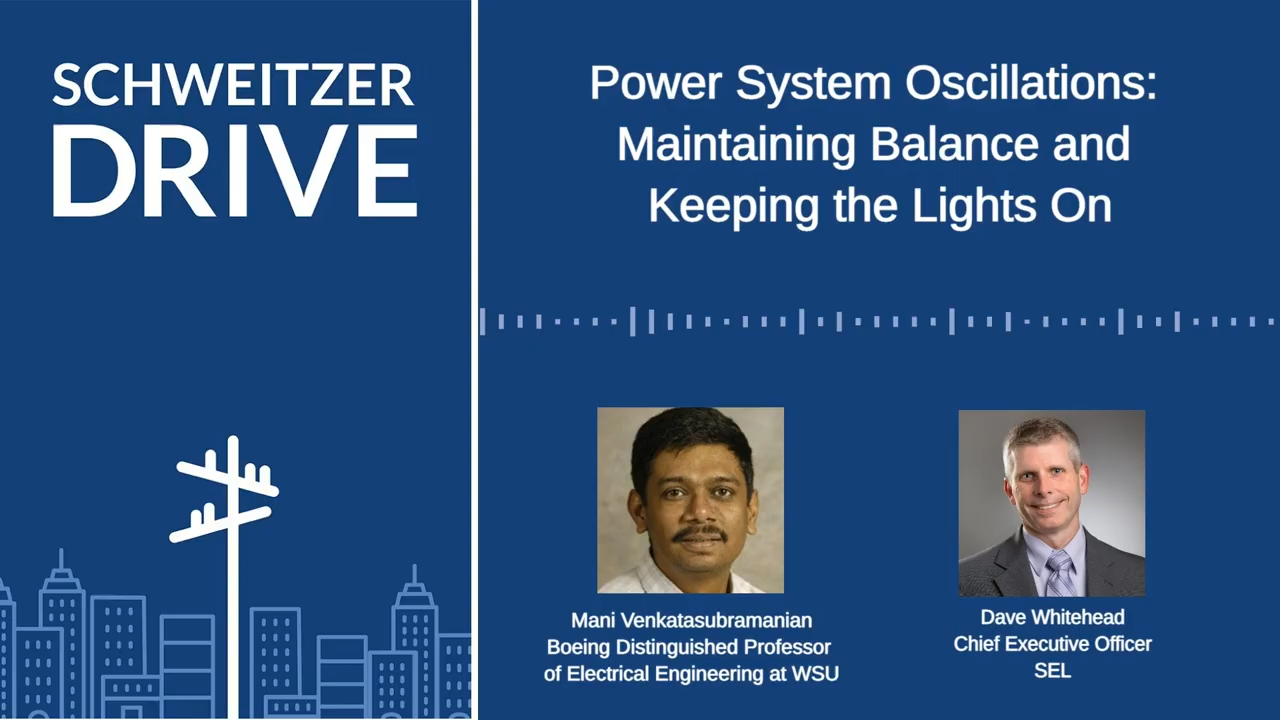 SCHWEITZER
DRIVE
Power System Oscillations:
Maintaining Balance and
Keeping the Lights On
Mani Venkatasubramanian
Boeing Distinguished Professor
of Electrical Engineering at WSU
Dave Whitehead
Chief Executive Officer
SEL